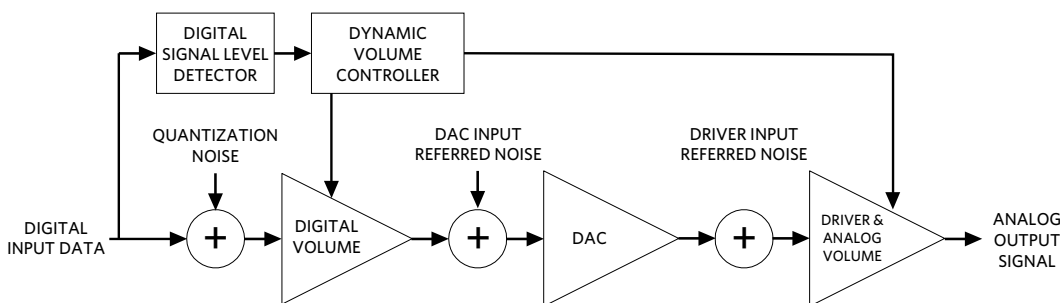 DIGITAL
SIGNAL LEVEL
DETECTOR
DYNAMIC
VOLUME
CONTROLLER
QUANTIZATION
NOISE
DAC INPUT
REFERRED NOISE
DRIVER INPUT
REFERRED NOISE
DIGITAL
INPUT DATA
+
DIGITAL
VOLUME
+
DAC
+
DRIVER &
ANALOG
VOLUME
ANALOG
OUTPUT
SIGNAL